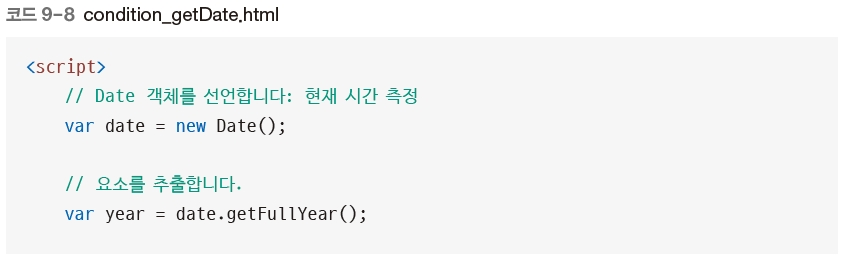 코드 9-8 condition_getDate.html
<script>
// Date 객체를 선언합니다: 현재 시간 측정
var date = new Date();
// 요소를 추출합니다.
var year = date.getFullYear();